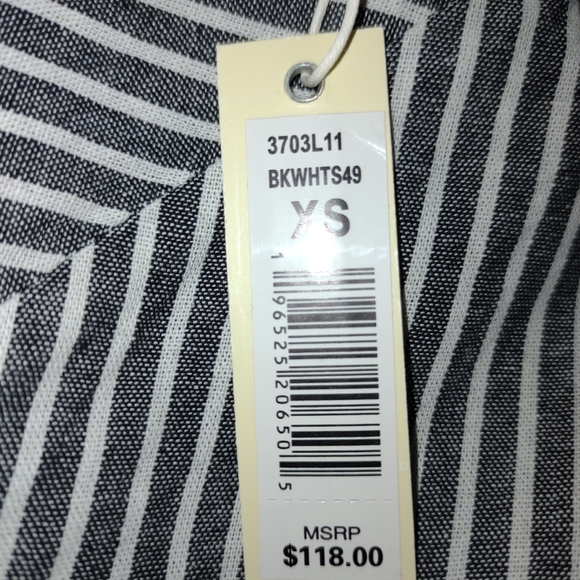 3703L11
BKWHTS49
XS
1 96525 20650 5
MSRP
$118.00